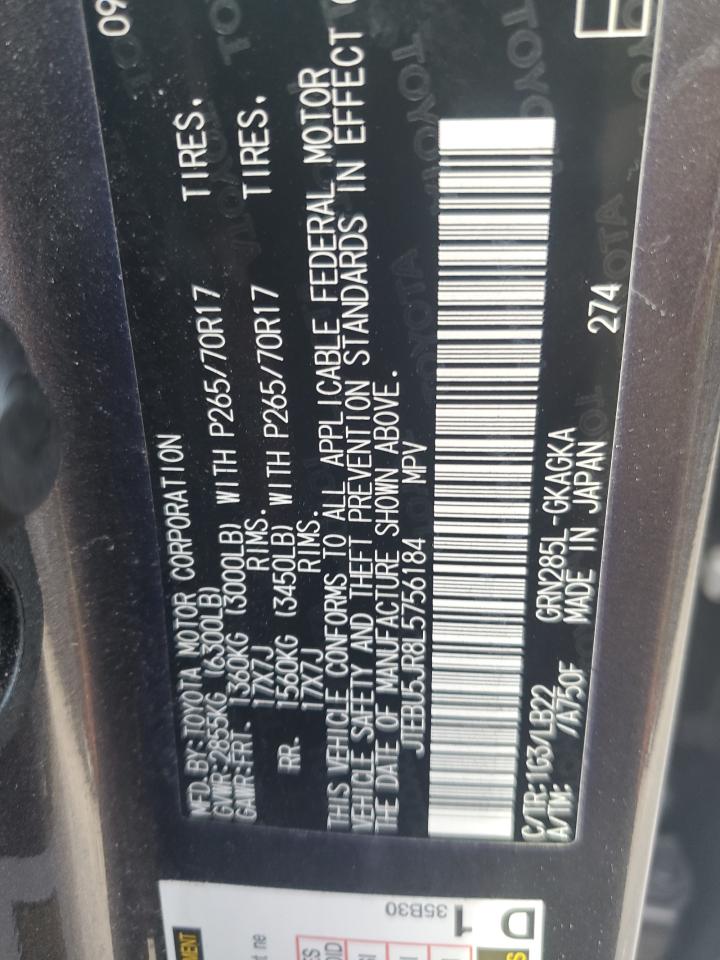 09
MFD.BY:TOYOTA MOTOR CORPORATION
GVWR:2855KG (6300LB)
GAWR:FRT. 1360KG (3000LB) WITH P265/70R17 TIRES.
17X7J RIMS.
RR. 1560KG (3450LB) WITH P265/70R17 TIRES.
17X7J RIMS.
THIS VEHICLE CONFORMS TO ALL APPLICABLE FEDERAL MOTOR
VEHICLE SAFETY AND THEFT PREVENTION STANDARDS IN EFFECT
THE DATE OF MANUFACTURE SHOWN ABOVE.
JTEBU5JR8L5756184 MPV
C/TR:1G3/LB22 GRN285L-GKAGKA 274
A/TM: /A750F MADE IN JAPAN
D
1
35B30